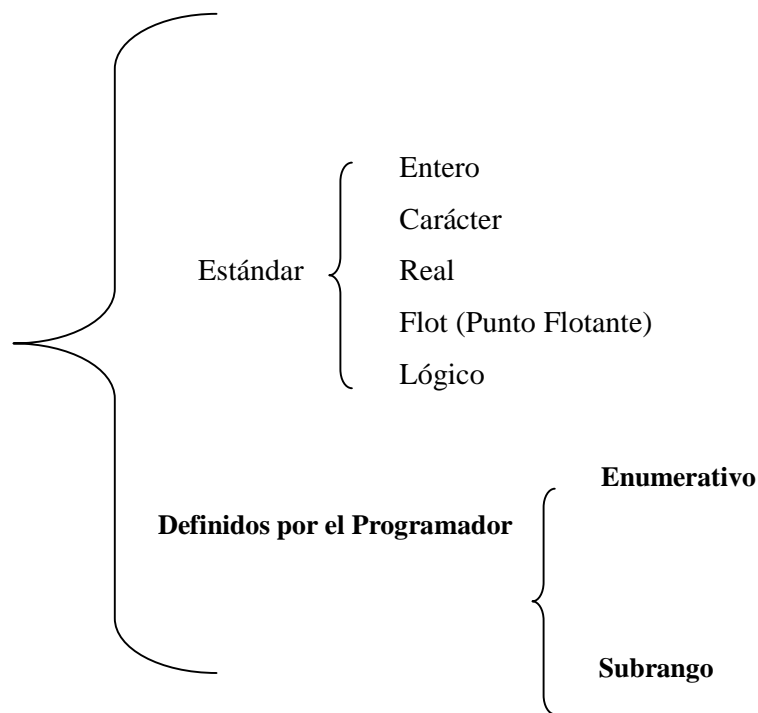 Entero
Carácter
Estándar
Real
Flot (Punto Flotante)
Lógico
Enumerativo
Definidos por el Programador
Subrango